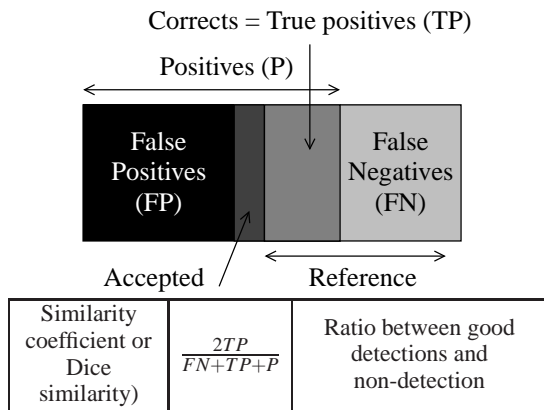 Corrects = True positives (TP)
Positives (P)
False
Positives
(FP)
False
Negatives
(FN)
Accepted
Reference
Similarity
coefficient or
Dice
similarity)
2TP
FN+TP+P
Ratio between good
detections and
non-detection